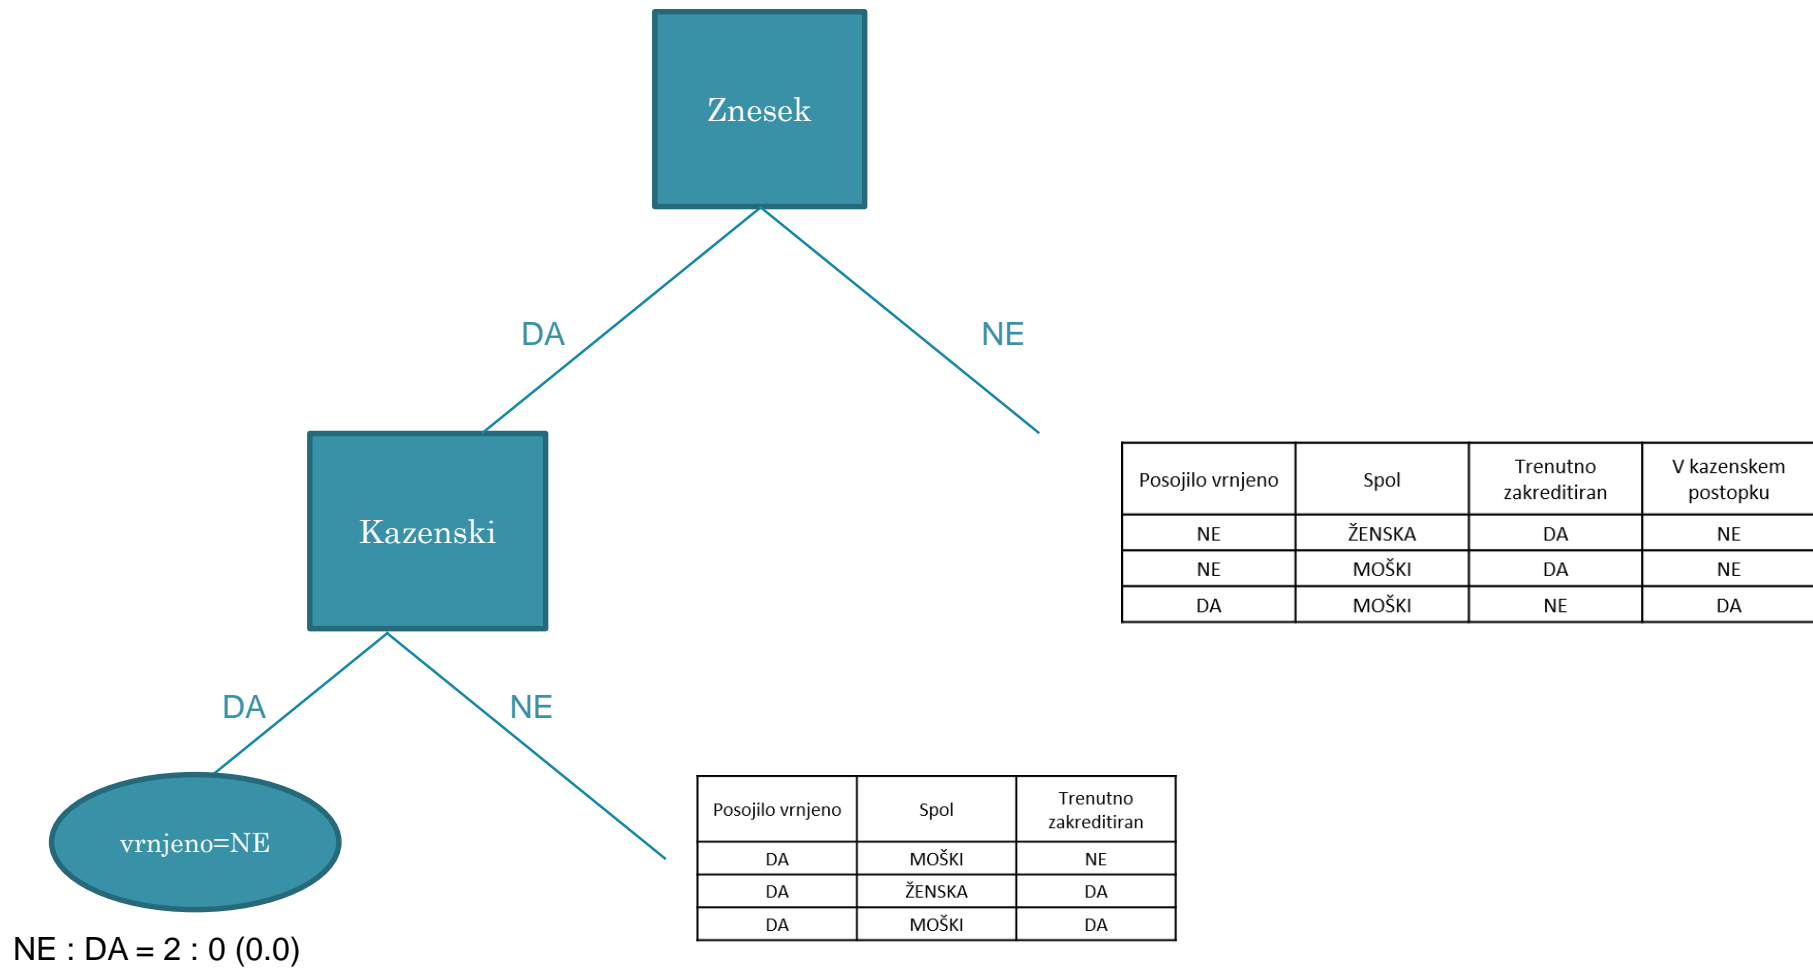 Znesek
DA
NE
Kazenski
Posojilo vrnjeno Spol Trenutno zakreditiran V kazenskem postopku
NE ŽENSKA DA NE
NE MOŠKI DA NE
DA MOŠKI NE DA
DA
NE
vrnjeno=NE
Posojilo vrnjeno Spol Trenutno zakreditiran
DA MOŠKI NE
DA ŽENSKA DA
DA MOŠKI DA
NE : DA = 2 : 0 (0.0)